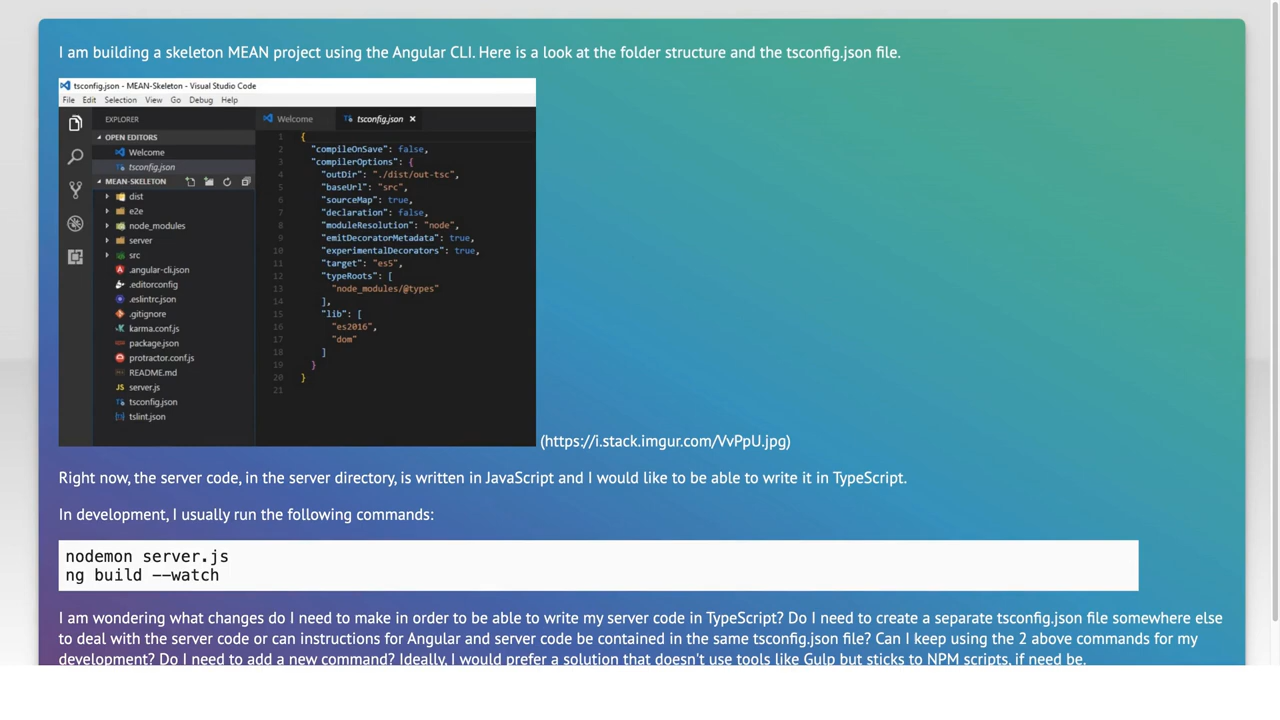 I am building a skeleton MEAN project using the Angular CLI. Here is a look at the folder structure and the tsconfig.json file.
tsconfig.json - MEAN-Skeleton - Visual Studio Code
File Edit Selection View Go Debug Help
EXPLORER
OPEN EDITORS
Welcome
tsconfig.json
MEAN-SKELETON
dist
e2e
node_modules
server
src
.angular-cli.json
.editorconfig
.eslintrc.json
.gitignore
karma.conf.js
package.json
protractor.conf.js
README.md
JS server.js
TS tsconfig.json
tslint.json
Welcome
TS tsconfig.json ×
1 {
2 "compileOnSave": false,
3 "compilerOptions": {
4 "outDir": "./dist/out-tsc",
5 "baseUrl": "src",
6 "sourceMap": true,
7 "declaration": false,
8 "moduleResolution": "node",
9 "emitDecoratorMetadata": true,
10 "experimentalDecorators": true,
11 "target": "es5",
12 "typeRoots": [
13 "node_modules/@types"
14 ],
15 "lib": [
16 "es2016",
17 "dom"
18 ]
19 }
20 }
21
(https://i.stack.imgur.com/VvPpU.jpg)
Right now, the server code, in the server directory, is written in JavaScript and I would like to be able to write it in TypeScript.
In development, I usually run the following commands:
nodemon server.js
ng build --watch
I am wondering what changes do I need to make in order to be able to write my server code in TypeScript? Do I need to create a separate tsconfig.json file somewhere else
to deal with the server code or can instructions for Angular and server code be contained in the same tsconfig.json file? Can I keep using the 2 above commands for my
development? Do I need to add a new command? Ideally, I would prefer a solution that doesn't use tools like Gulp but sticks to NPM scripts, if need be.